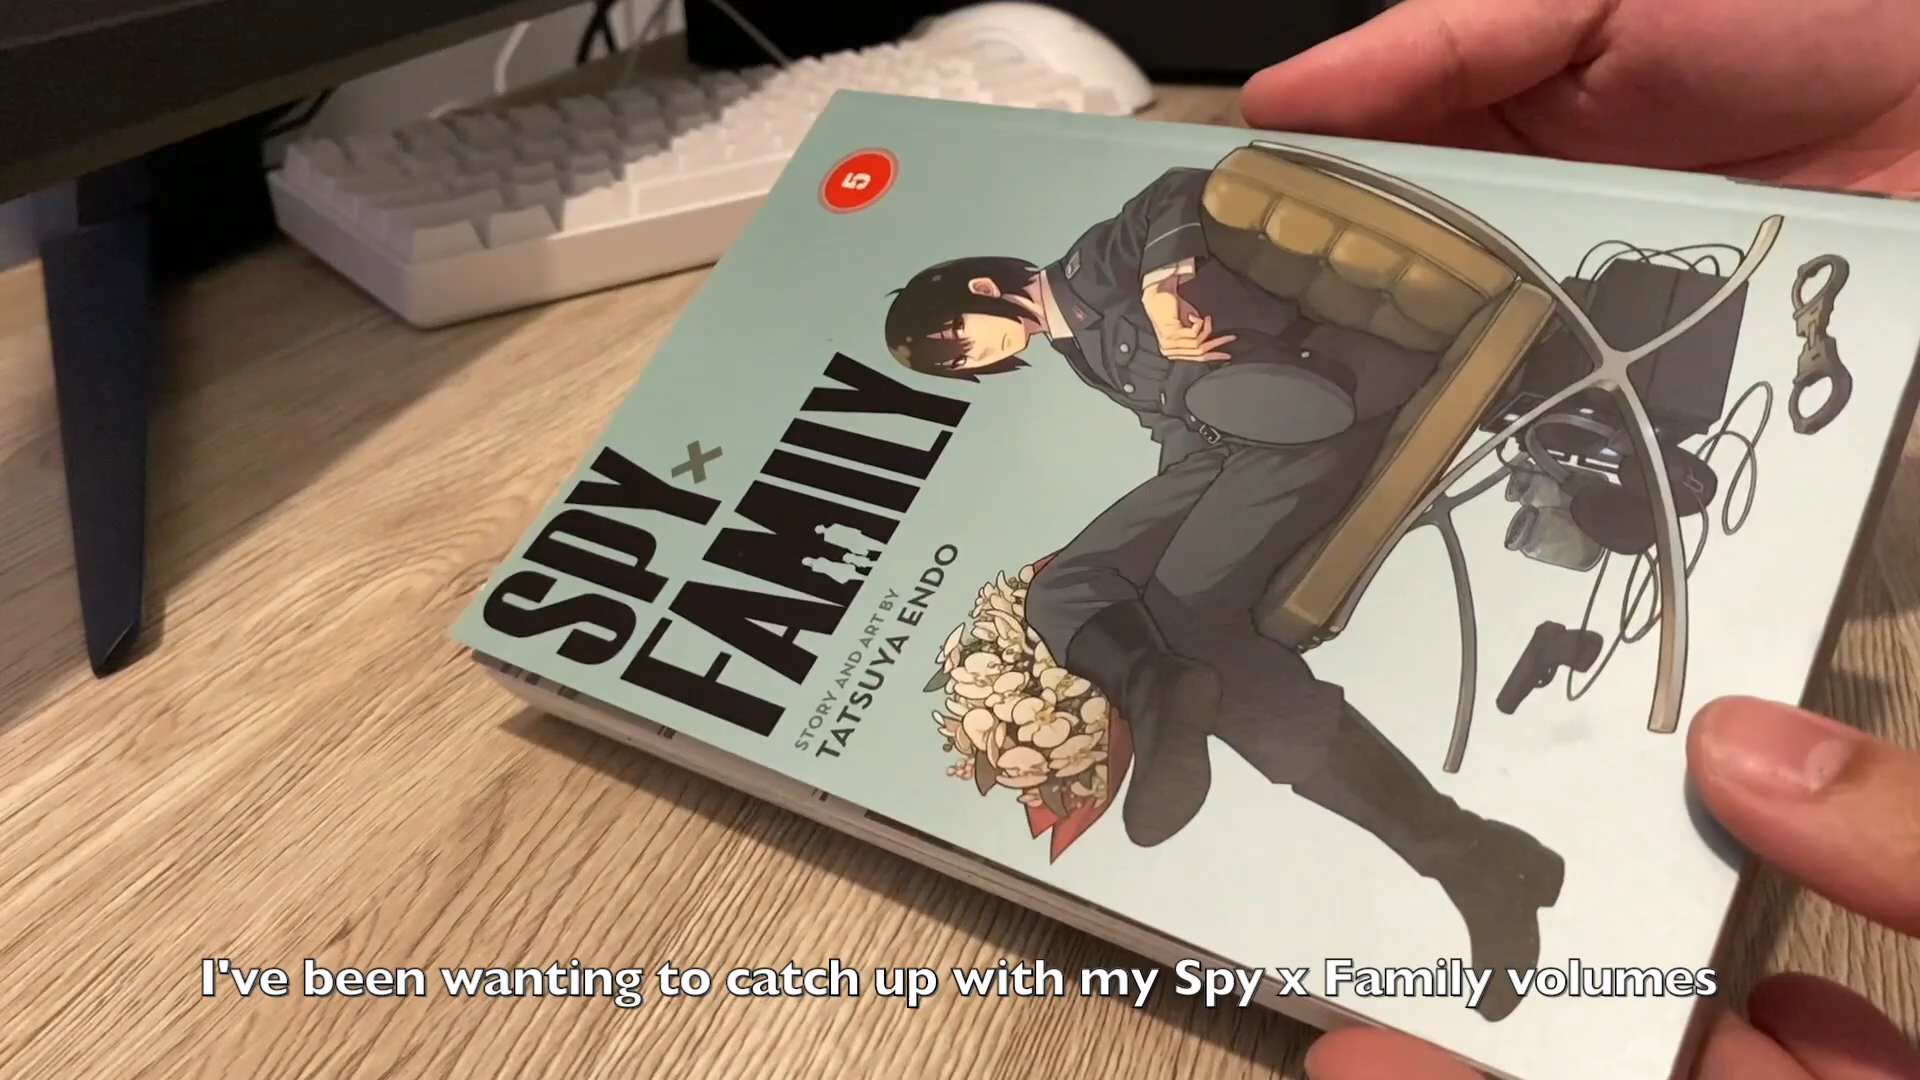 5
SPY x
FAMILY
STORY AND ART BY
TATSUYA ENDO
I've been wanting to catch up with my Spy x Family volumes